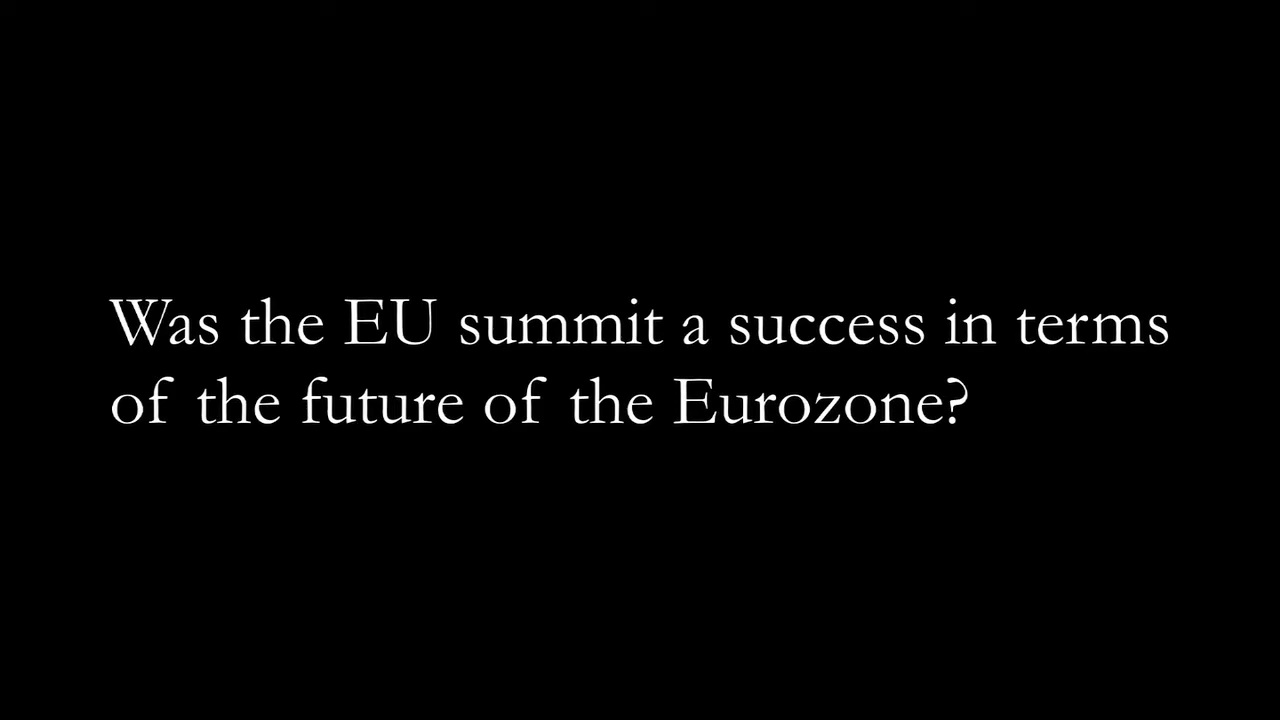 Was the EU summit a success in terms
of the future of the Eurozone?